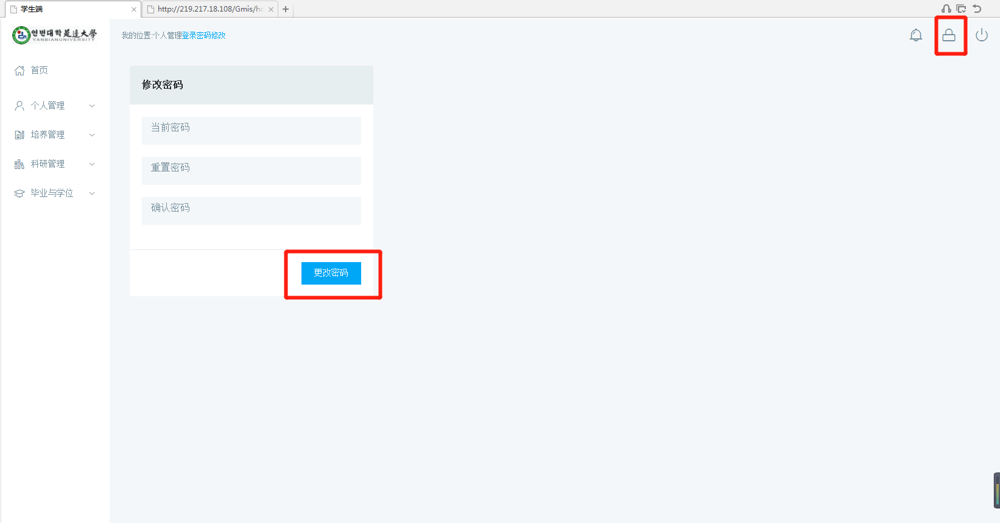 学生端
http://219.217.18.108/Gmis/hc
연변대학延边大學
YANBIANUNIVERSITY
我的位置:个人管理登录密码修改
首页
个人管理
培养管理
科研管理
毕业与学位
修改密码
当前密码
重置密码
确认密码
更改密码